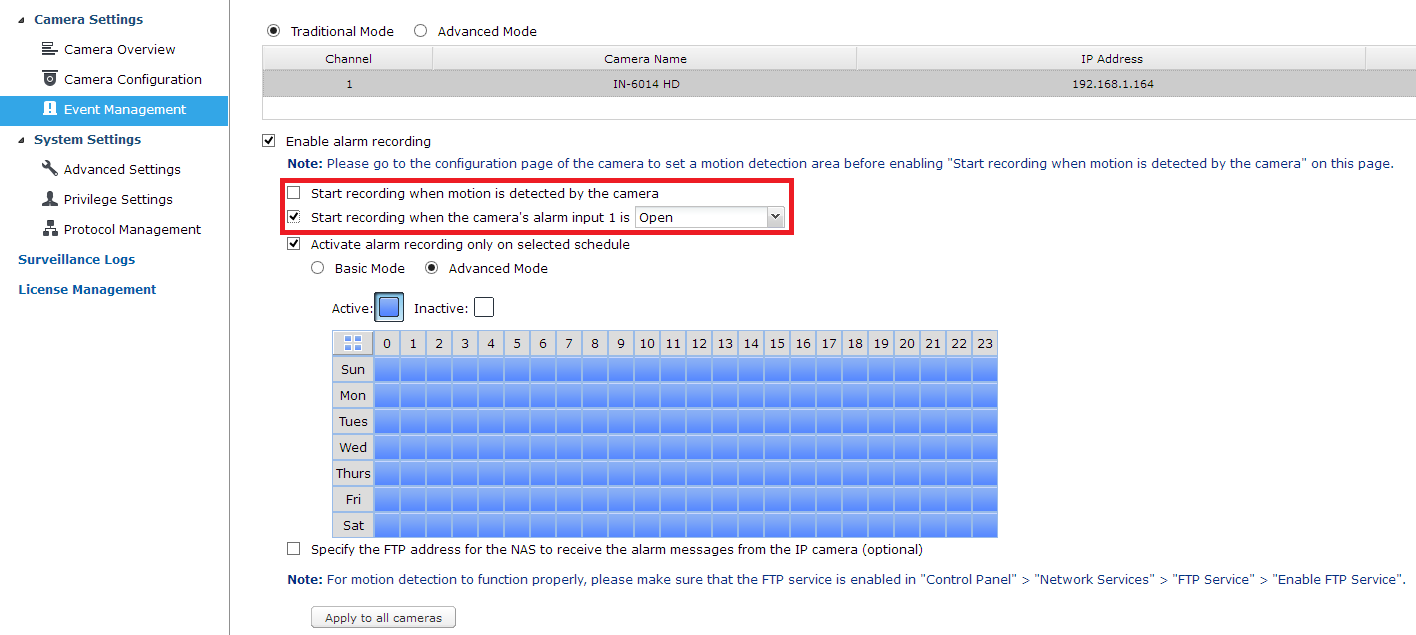 Camera Settings
Camera Overview
Camera Configuration
Event Management
System Settings
Advanced Settings
Privilege Settings
Protocol Management
Surveillance Logs
License Management
Traditional Mode Advanced Mode
Channel Camera Name IP Address
1 IN-6014 HD 192.168.1.164
Enable alarm recording
Note: Please go to the configuration page of the camera to set a motion detection area before enabling "Start recording when motion is detected by the camera" on this page.
Start recording when motion is detected by the camera
Start recording when the camera's alarm input 1 is Open
Activate alarm recording only on selected schedule
Basic Mode Advanced Mode
Active: Inactive:
0 1 2 3 4 5 6 7 8 9 10 11 12 13 14 15 16 17 18 19 20 21 22 23
Sun
Mon
Tues
Wed
Thurs
Fri
Sat
Specify the FTP address for the NAS to receive the alarm messages from the IP camera (optional)
Note: For motion detection to function properly, please make sure that the FTP service is enabled in "Control Panel" > "Network Services" > "FTP Service" > "Enable FTP Service".
Apply to all cameras